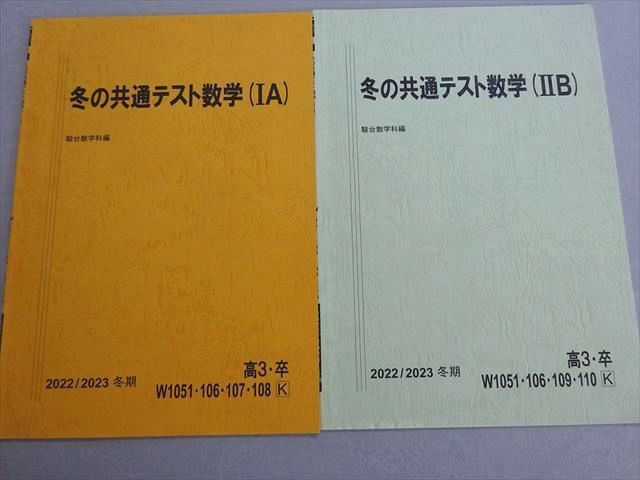 冬の共通テスト数学(ⅠA)
駿台数学科編
高3・卒
2022/2023 冬期
W1051・106・107・108 K
冬の共通テスト数学(ⅡB)
駿台数学科編
高3・卒
2022/2023 冬期
W1051・106・109・110 K